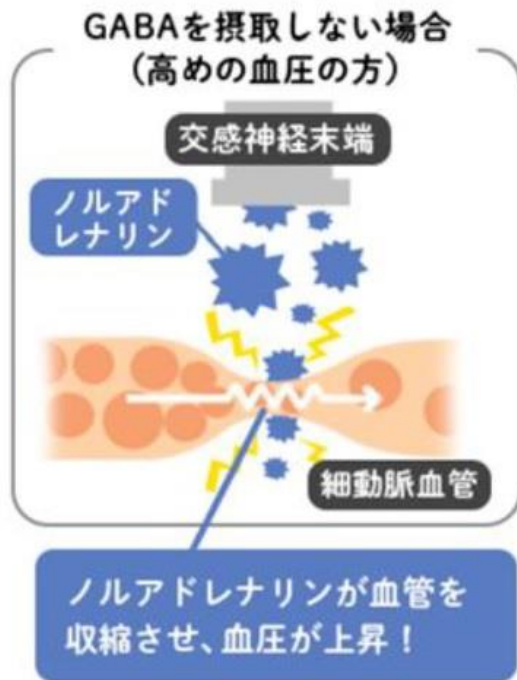 GABAを摂取しない場合
（高めの血圧の方）
交感神経末端
ノルアド
レナリン
細動脈血管
ノルアドレナリンが血管を
収縮させ、血圧が上昇！